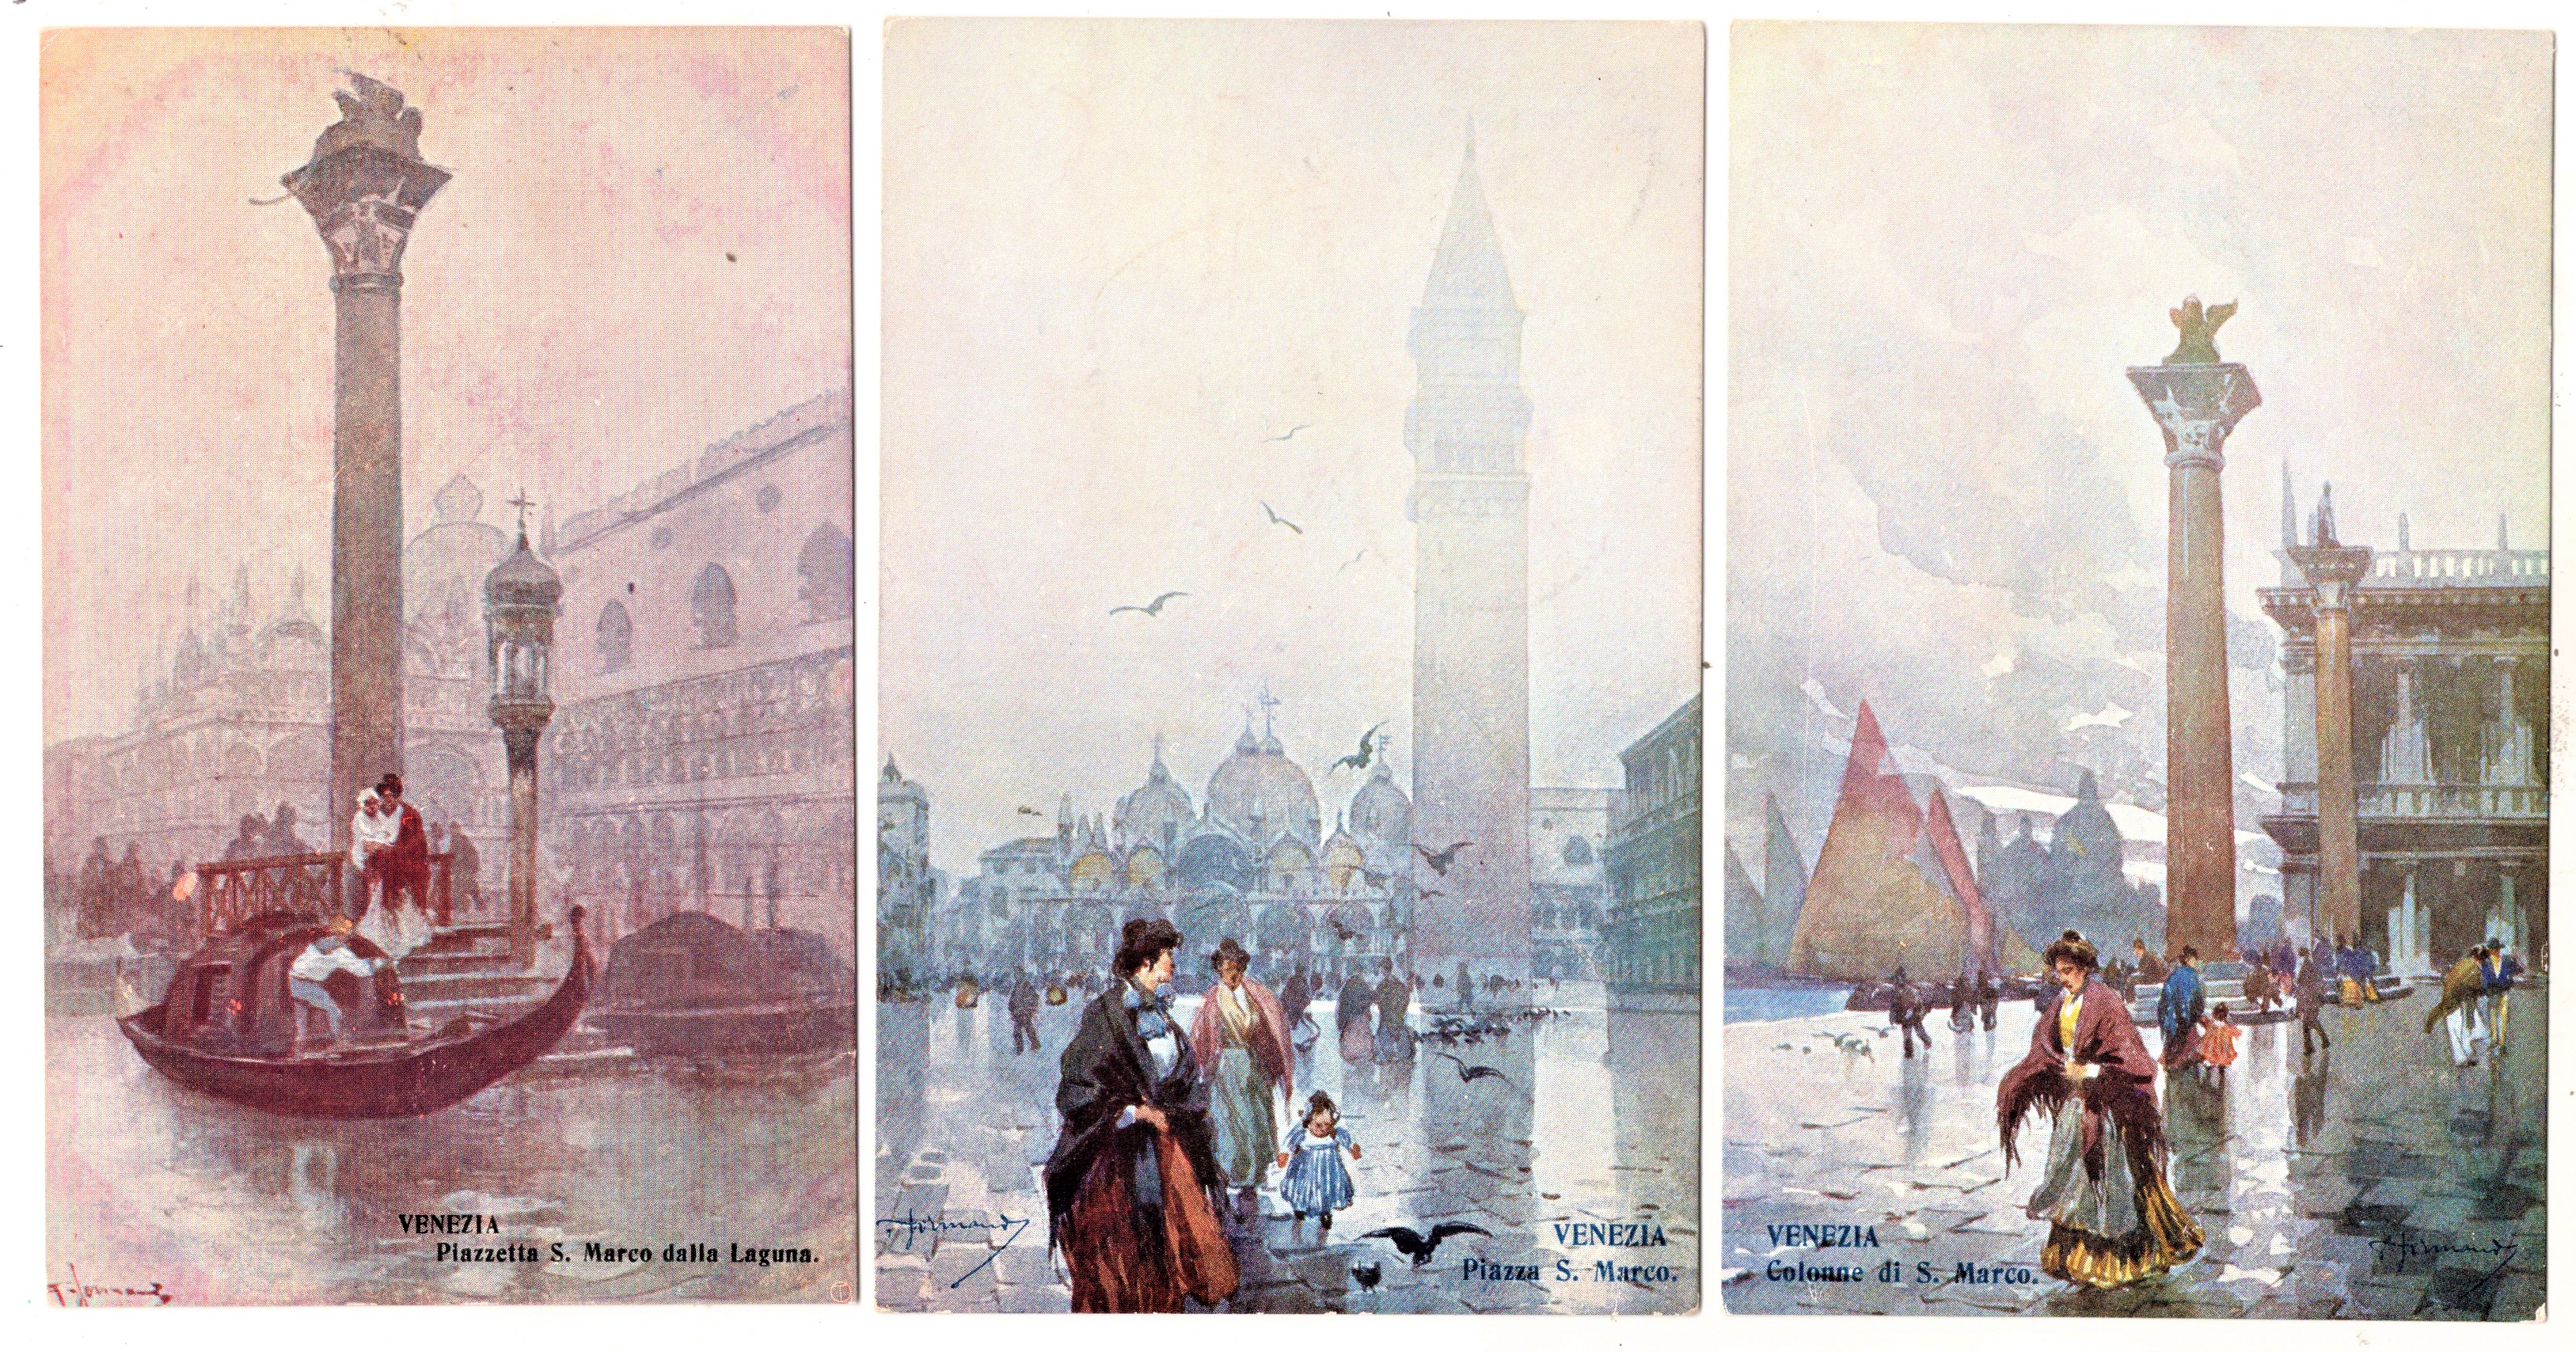 VENEZIA
Piazzetta S. Marco dalla Laguna.
VENEZIA
Piazza S. Marco.
VENEZIA
Colonne di S. Marco.